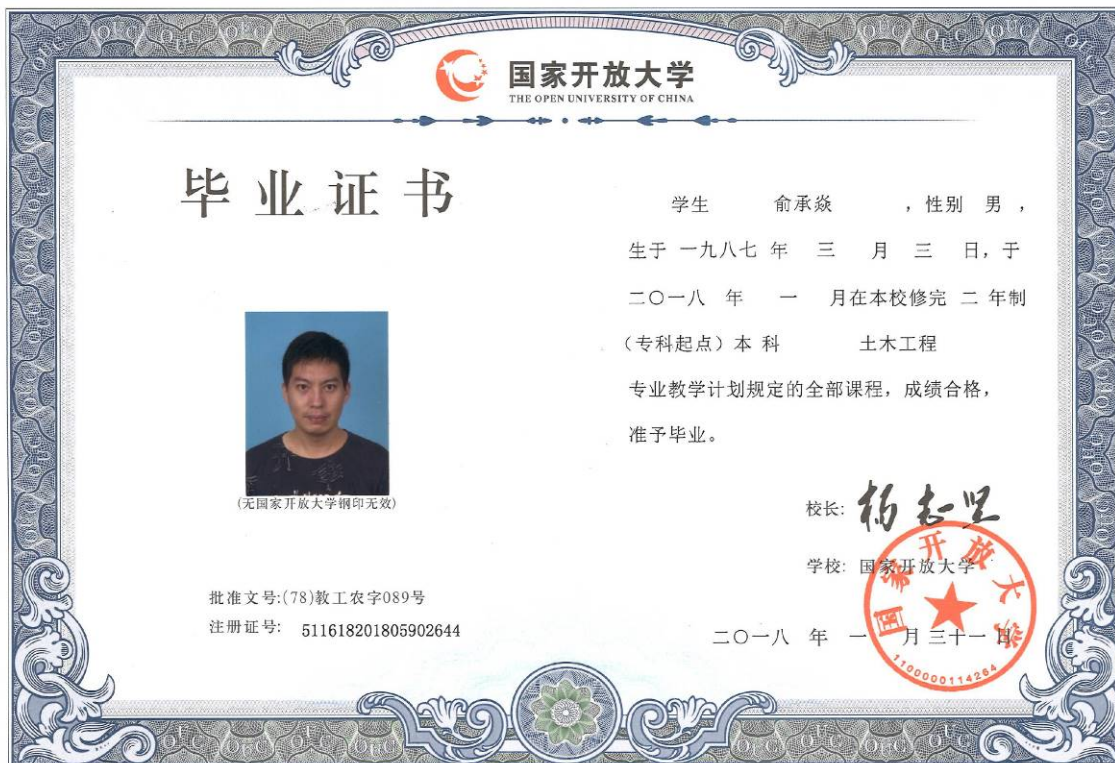 国家开放大学
THE OPEN UNIVERSITY OF CHINA
毕业证书
学生 俞承焱 ，性别 男 ，
生于 一九八七 年 三 月 三 日，于
二〇一八 年 一 月在本校修完 二 年制
（专科起点）本 科 土木工程
专业教学计划规定的全部课程，成绩合格，
准予毕业。
(无国家开放大学钢印无效)
校长: 杨志坚
学校: 国家开放大学
批准文号:(78)教工农字089号
注册证号: 511618201805902644
二〇一八 年 一 月 三十一 日
国家开放大学
1100000114264